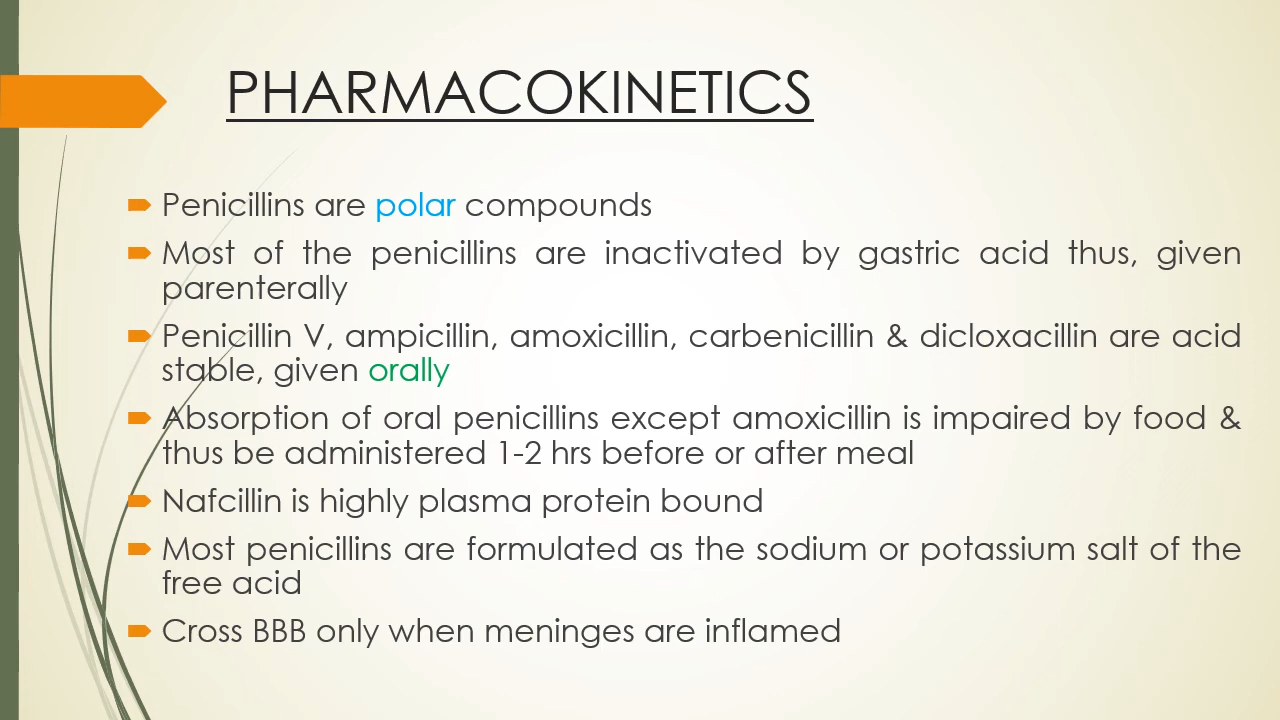 PHARMACOKINETICS
Penicillins are polar compounds
Most of the penicillins are inactivated by gastric acid thus, given
parenterally
Penicillin V, ampicillin, amoxicillin, carbenicillin & dicloxacillin are acid
stable, given orally
Absorption of oral penicillins except amoxicillin is impaired by food &
thus be administered 1-2 hrs before or after meal
Nafcillin is highly plasma protein bound
Most penicillins are formulated as the sodium or potassium salt of the
free acid
Cross BBB only when meninges are inflamed